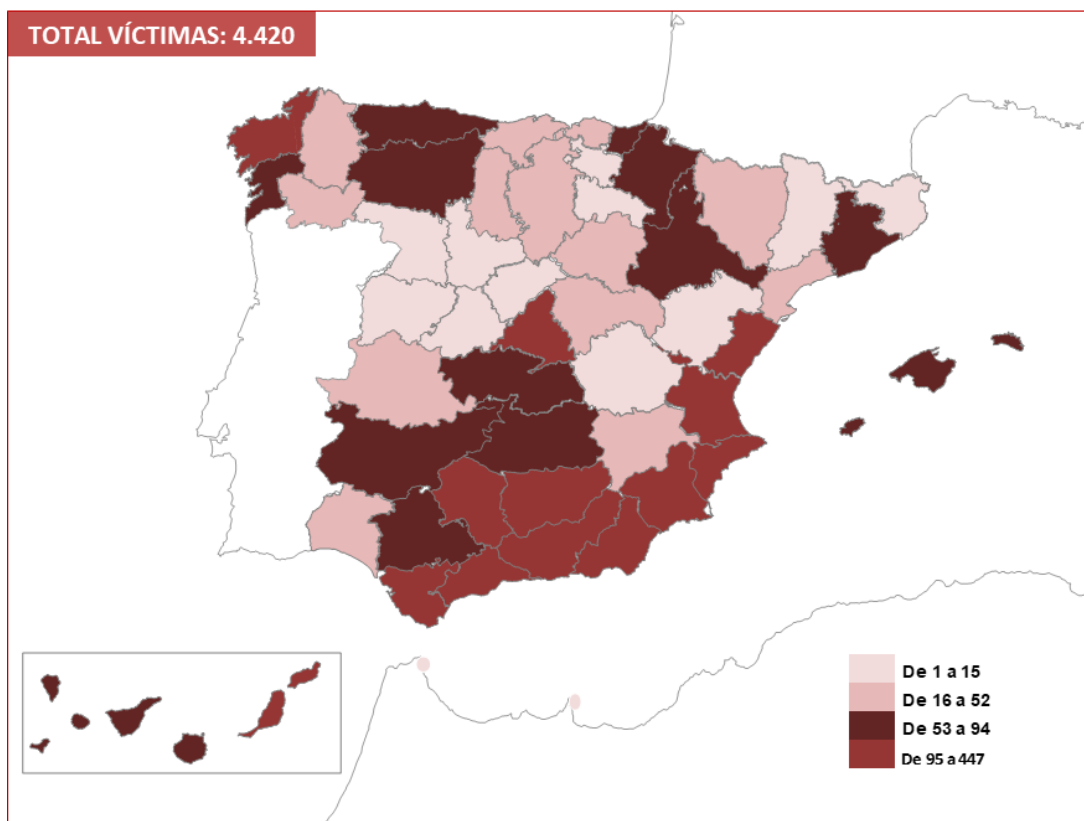 TOTAL VÍCTIMAS: 4.420
De 1 a 15
De 16 a 52
De 53 a 94
De 95 a 447